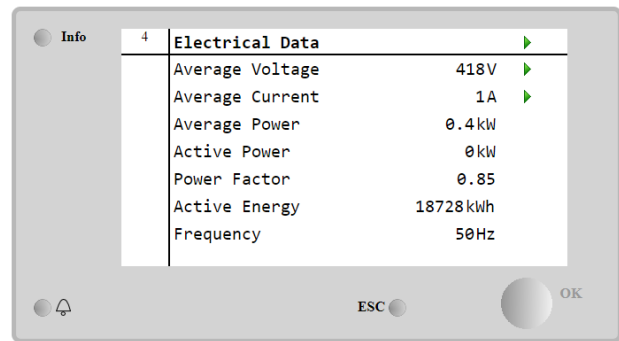 Info
4 Electrical Data
Average Voltage 418V
Average Current 1A
Average Power 0.4kW
Active Power 0kW
Power Factor 0.85
Active Energy 18728kWh
Frequency 50Hz
ESC OK